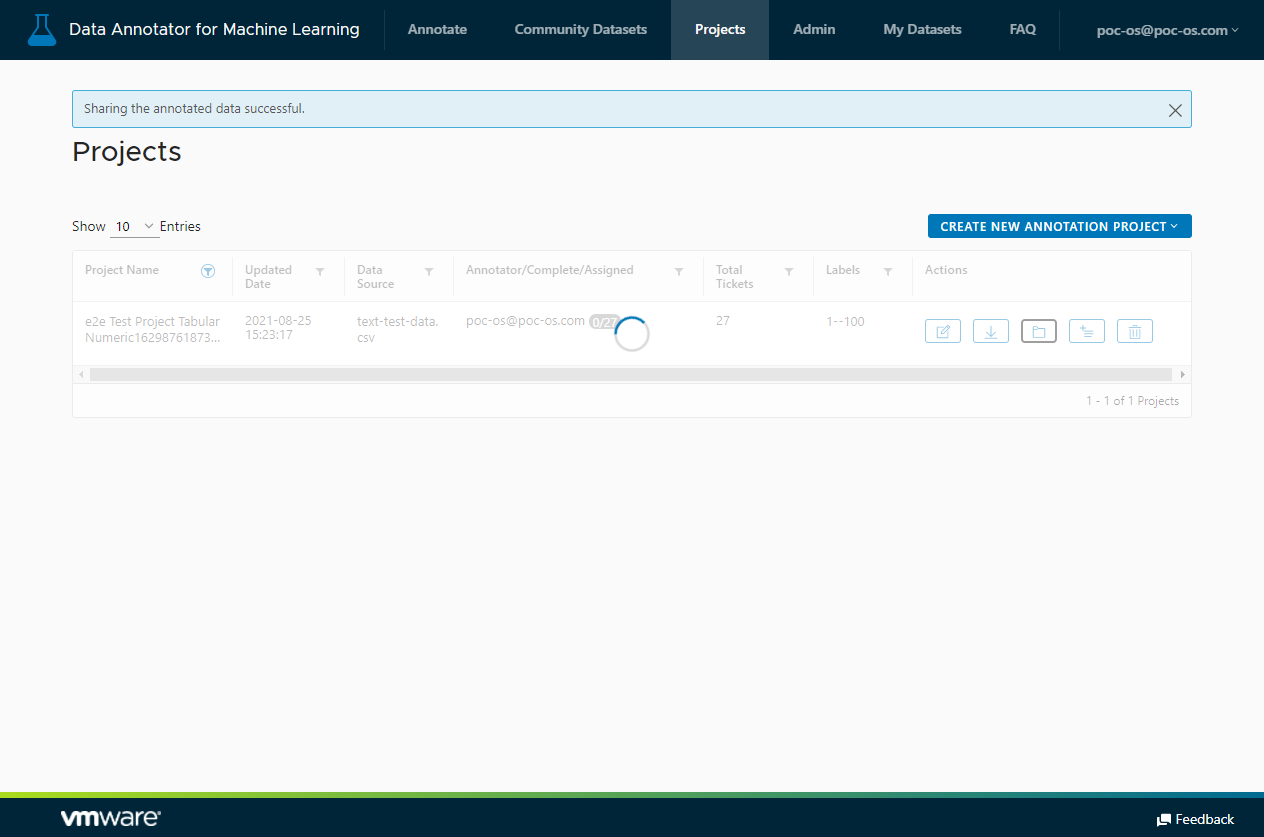 Data Annotator for Machine Learning Annotate Community Datasets Projects Admin My Datasets FAQ poc-os@poc-os.com
Sharing the annotated data successful.
Projects
Show 10 Entries CREATE NEW ANNOTATION PROJECT
Project Name Updated Date Data Source Annotator/Complete/Assigned Total Tickets Labels Actions
e2e Test Project Tabular 2021-08-25 text-test-data. poc-os@poc-os.com 0/27 27 1--100
Numeric16298761873... 15:23:17 csv
1 - 1 of 1 Projects
vmware Feedback